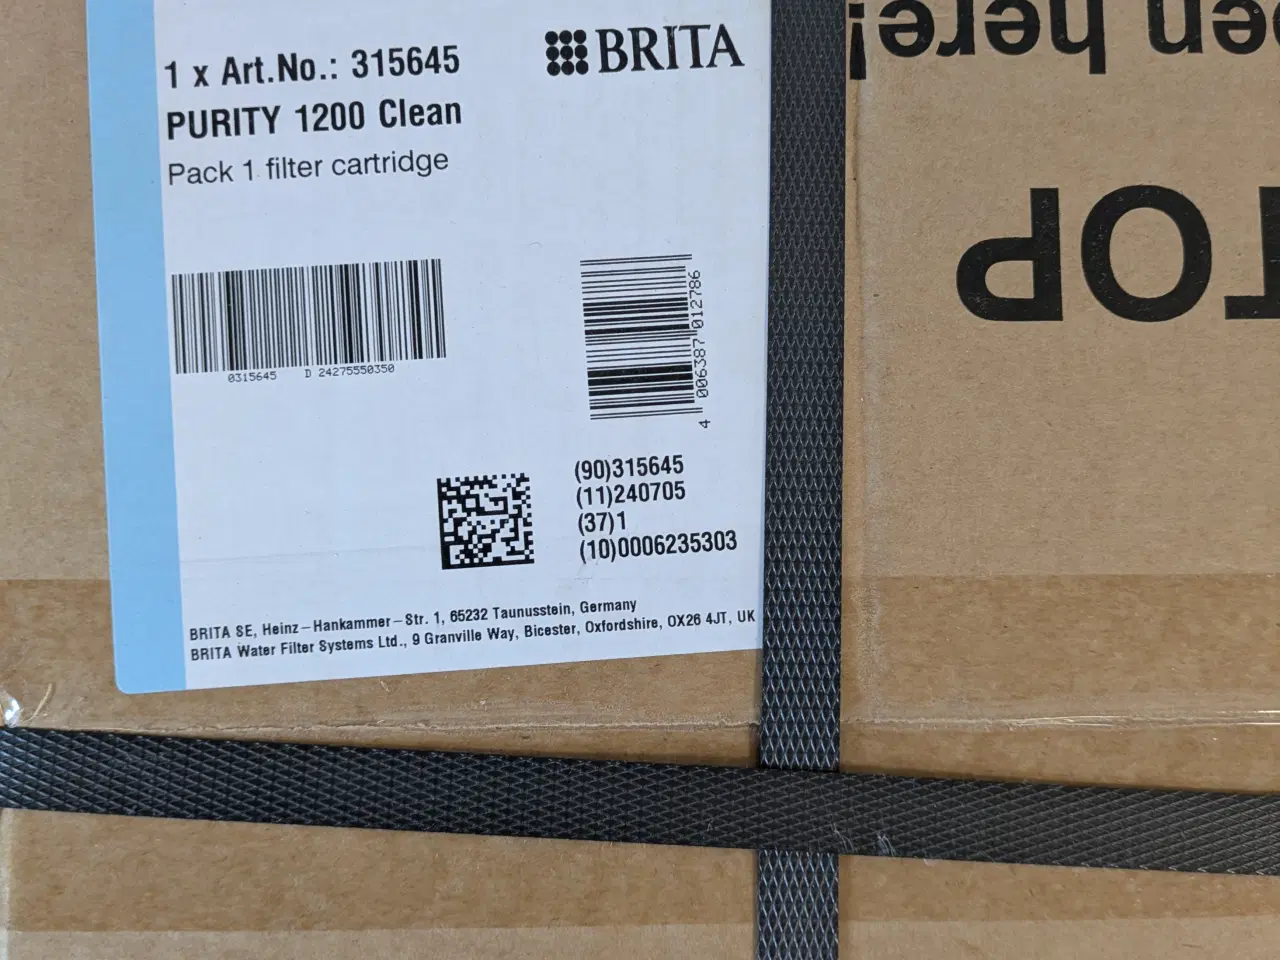 1 x Art.No.: 315645
BRITA
PURITY 1200 Clean
Pack 1 filter cartridge
0315645 D 24275550350
4 006387 012786
(90)315645
(11)240705
(37)1
(10)0006235303
BRITA SE, Heinz-Hankammer-Str. 1, 65232 Taunusstein, Germany
BRITA Water Filter Systems Ltd., 9 Granville Way, Bicester, Oxfordshire, OX26 4JT, UK
TOP
here!